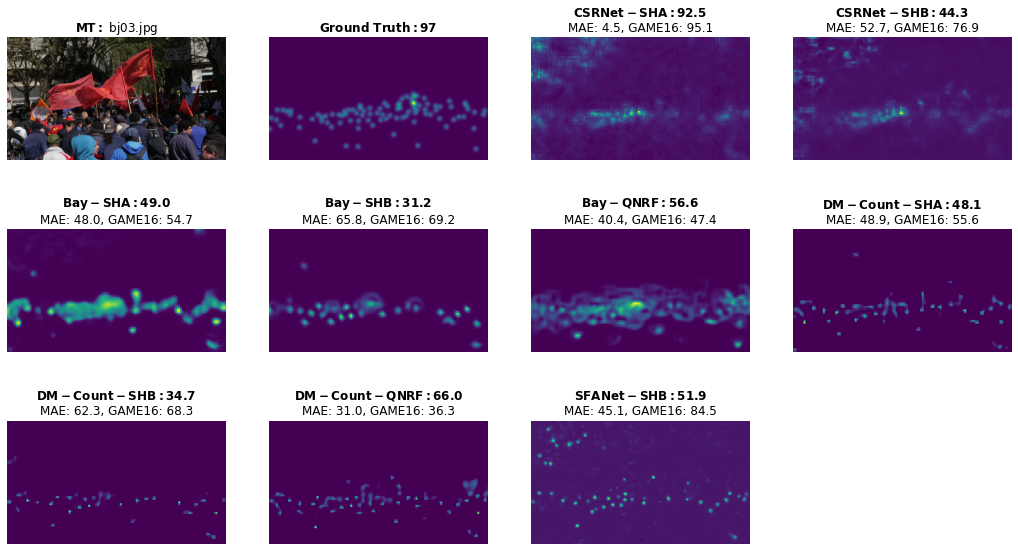 MT: bj03.jpg
Ground Truth: 97
CSRNet−SHA: 92.5
MAE: 4.5, GAME16: 95.1
CSRNet−SHB: 44.3
MAE: 52.7, GAME16: 76.9
Bay−SHA: 49.0
MAE: 48.0, GAME16: 54.7
Bay−SHB: 31.2
MAE: 65.8, GAME16: 69.2
Bay−QNRF: 56.6
MAE: 40.4, GAME16: 47.4
DM−Count−SHA: 48.1
MAE: 48.9, GAME16: 55.6
DM−Count−SHB: 34.7
MAE: 62.3, GAME16: 68.3
DM−Count−QNRF: 66.0
MAE: 31.0, GAME16: 36.3
SFANet−SHB: 51.9
MAE: 45.1, GAME16: 84.5